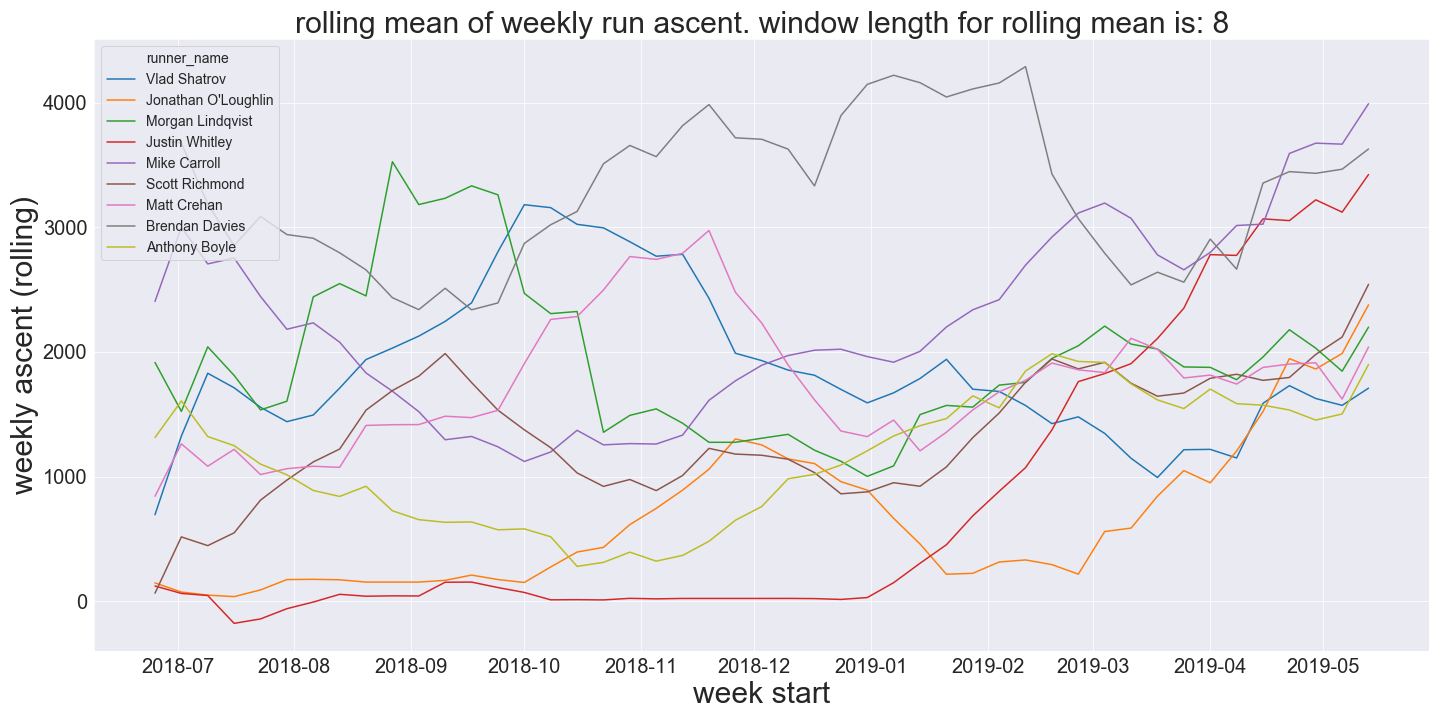 rolling mean of weekly run ascent. window length for rolling mean is: 8
runner_name
Vlad Shatrov
Jonathan O'Loughlin
Morgan Lindqvist
Justin Whitley
Mike Carroll
Scott Richmond
Matt Crehan
Brendan Davies
Anthony Boyle
weekly ascent (rolling)
4000
3000
2000
1000
0
2018-07 2018-08 2018-09 2018-10 2018-11 2018-12 2019-01 2019-02 2019-03 2019-04 2019-05
week start